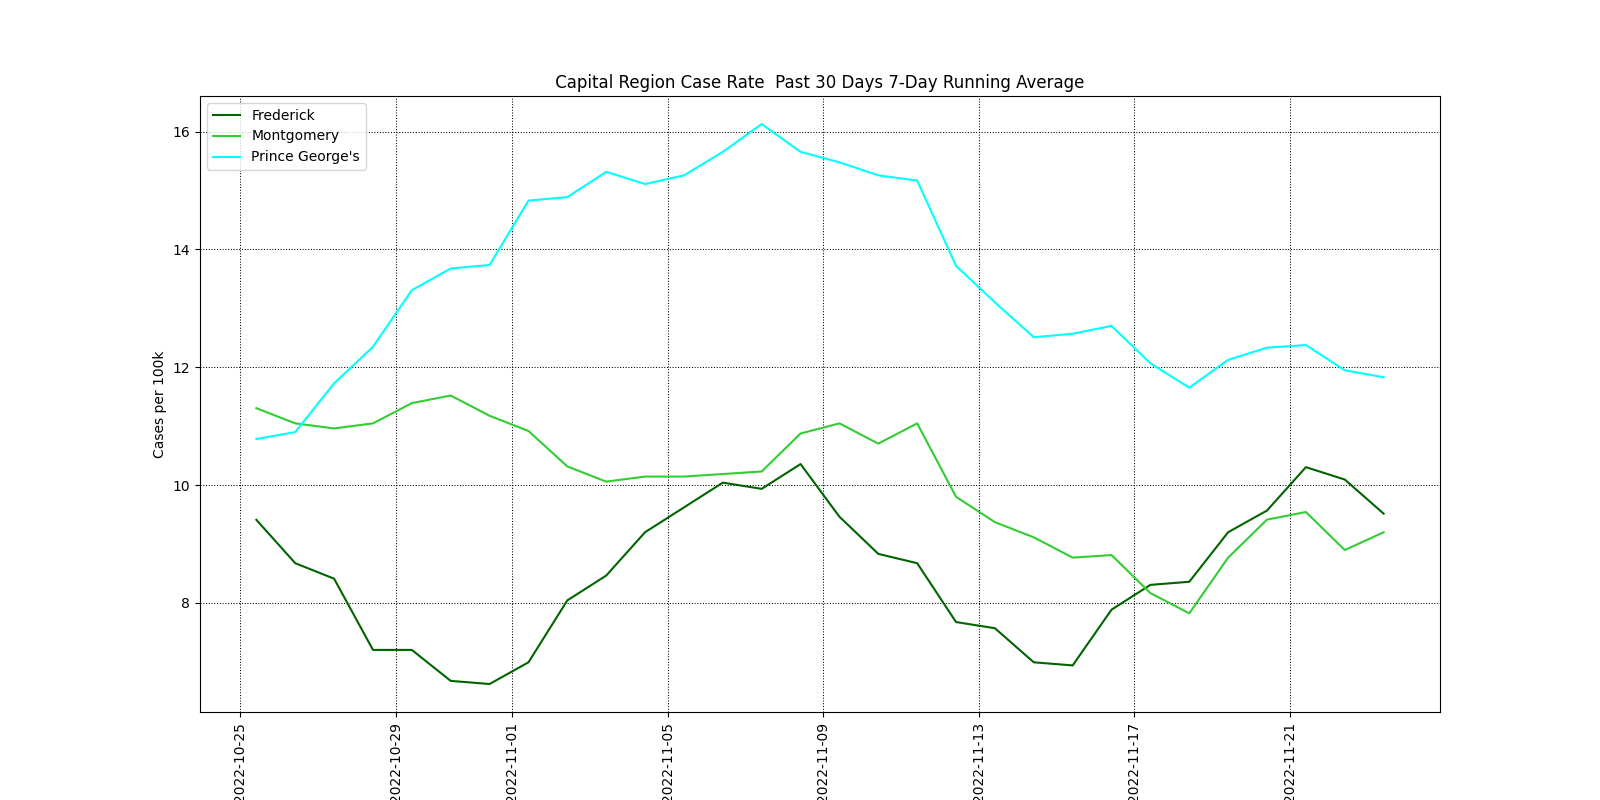 Capital Region Case Rate  Past 30 Days 7-Day Running Average
Frederick
Montgomery
Prince George's
Cases per 100k
16
14
12
10
8
2022-10-25
2022-10-29
2022-11-01
2022-11-05
2022-11-09
2022-11-13
2022-11-17
2022-11-21